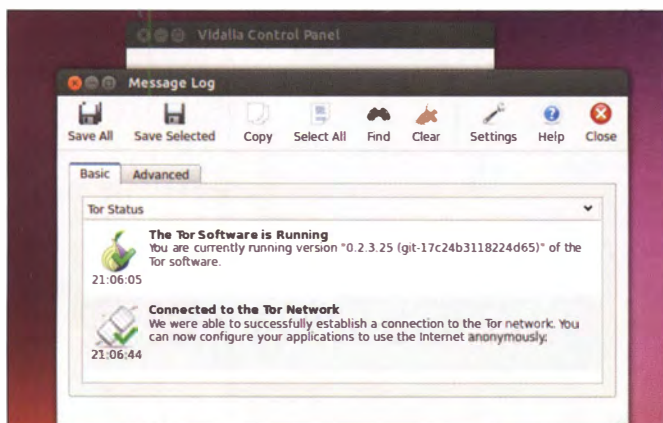 Vidalia Control Panel
Message Log
Save All Save Selected Copy Select All Find Clear Settings Help Close
Basic Advanced
Tor Status
The Tor Software is Running
You are currently running version "0.2.3.25 (git-17c24b3118224d65)" of the
Tor software.
21:06:05
Connected to the Tor Network
We were able to successfully establish a connection to the Tor network. You
can now configure your applications to use the Internet anonymously.
21:06:44